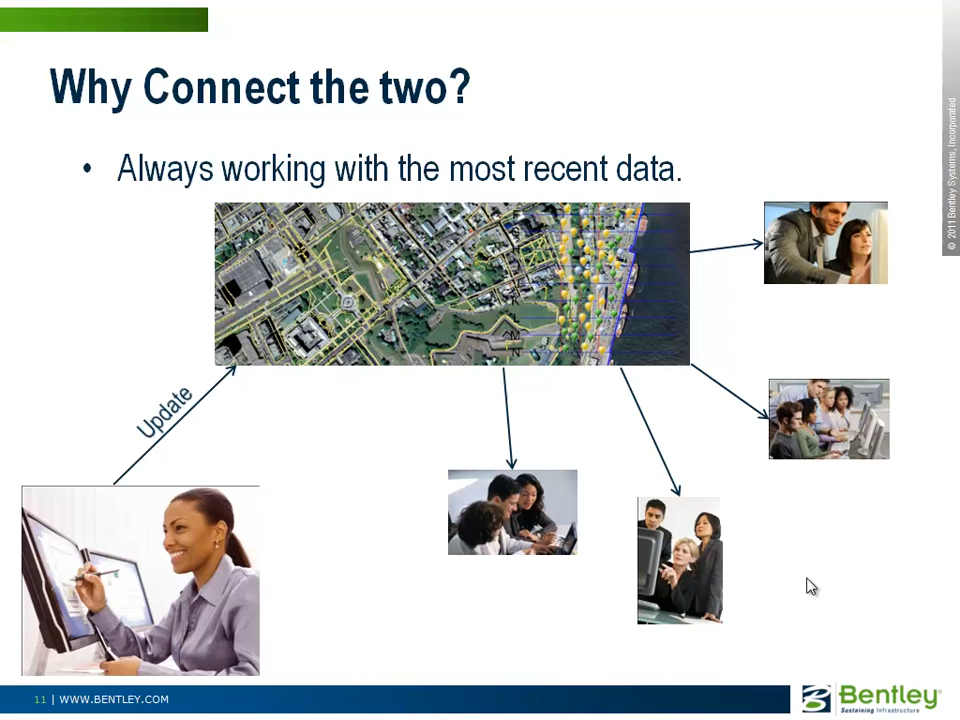 Why Connect the two?
• Always working with the most recent data.
© 2011 Bentley Systems, Incorporated
Update
M
N
11 | WWW.BENTLEY.COM
Bentley®
Sustaining Infrastructure